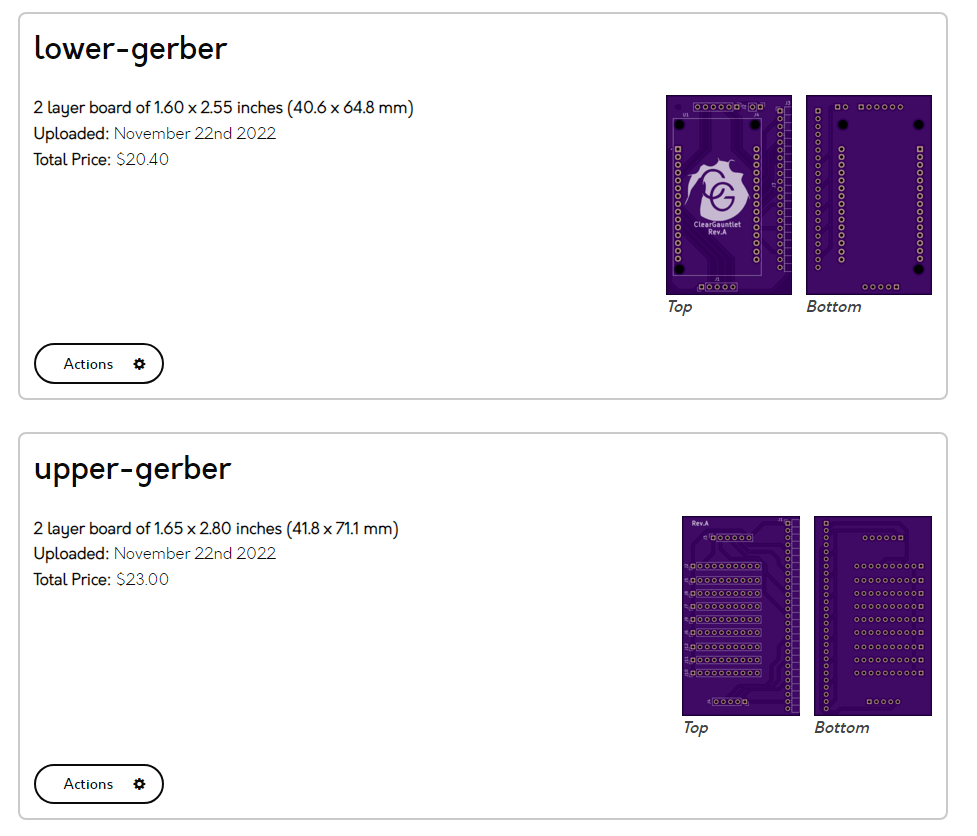 lower-gerber
2 layer board of 1.60 x 2.55 inches (40.6 x 64.8 mm)
Uploaded: November 22nd 2022
Total Price: $20.40
CG
ClearGauntlet
Rev.A
Top
Bottom
Actions
upper-gerber
2 layer board of 1.65 x 2.80 inches (41.8 x 71.1 mm)
Uploaded: November 22nd 2022
Total Price: $23.00
Rev.A
Top
Bottom
Actions